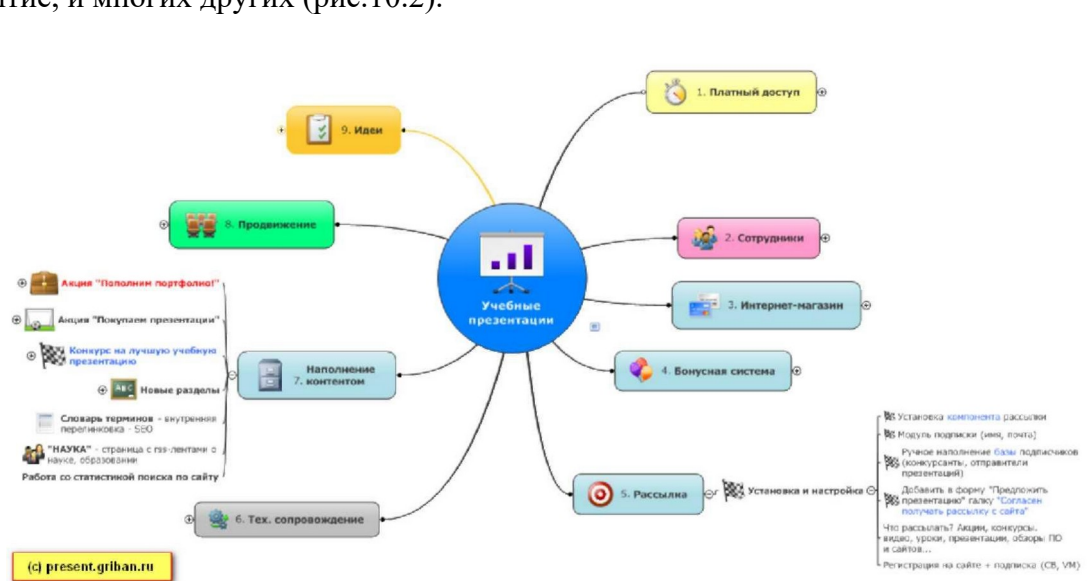 и многих других (рис.10.2).
1. Платный доступ
9. Идеи
8. Продвижение
2. Сотрудники
3. Интернет-магазин
Учебные
презентации
4. Бонусная система
Наполнение
7. контентом
Акция "Пополним портфолио!"
Акция "Покупаем презентации"
Конкурс на лучшую учебную
презентацию
ABC
Новые разделы
Словарь терминов - внутренняя
перелинковка - SEO
"НАУКА" - страница с rss-лентами о
науке, образовании
Работа со статистикой поиска по сайту
5. Рассылка
Установка и настройка
Установка компонента рассылки
Модуль подписки (имя, почта)
Ручное наполнение базы подписчиков
(конкурсанты, отправители
презентаций)
Добавить в форму "Предложить
презентацию" галку "Согласен
получать рассылку с сайта"
Что рассылать? Акции, конкурсы,
видео, уроки, презентации, обзоры ПО
и сайтов...
Регистрация на сайте + подписка (CB, VM)
6. Тех. сопровождение
(c) present.griban.ru